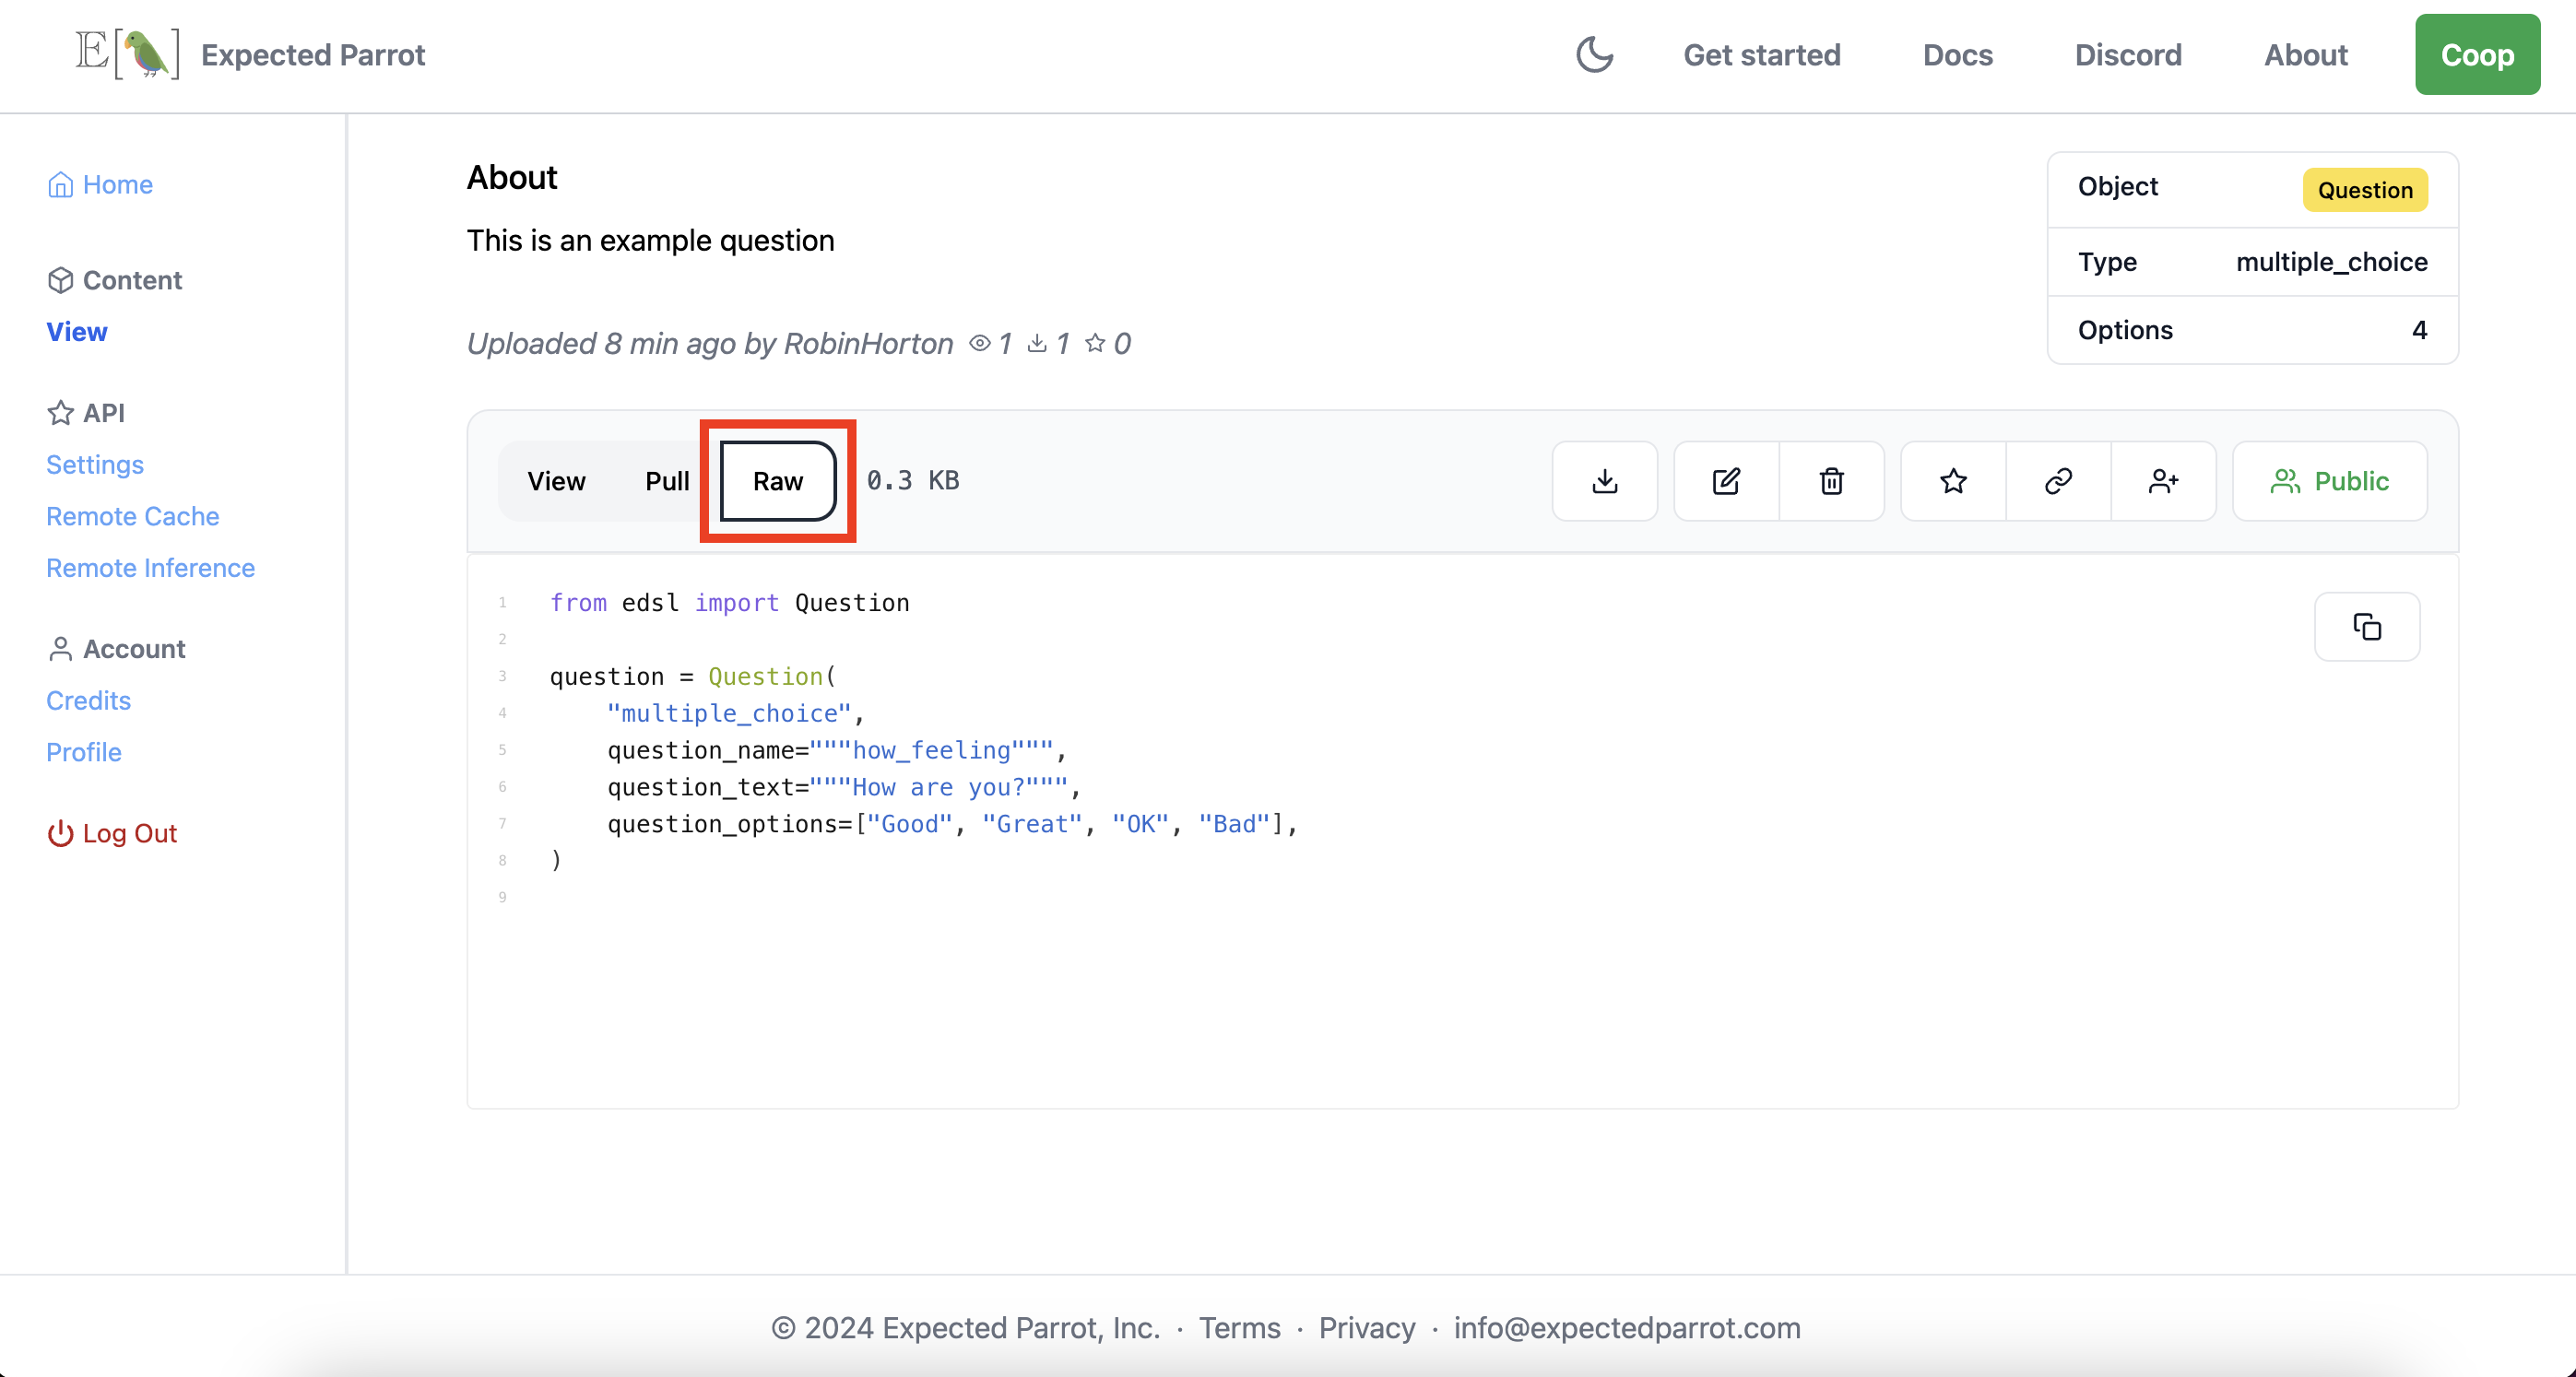 E[ ] Expected Parrot
Get started
Docs
Discord
About
Coop
Home
Content
View
API
Settings
Remote Cache
Remote Inference
Account
Credits
Profile
Log Out
About
This is an example question
Uploaded 8 min ago by RobinHorton 1 1 0
Object Question
Type multiple_choice
Options 4
View Pull Raw 0.3 KB
Public
1 from edsl import Question
2
3 question = Question(
4 "multiple_choice",
5 question_name="""how_feeling""",
6 question_text="""How are you?""",
7 question_options=["Good", "Great", "OK", "Bad"],
8 )
9
© 2024 Expected Parrot, Inc. · Terms · Privacy · info@expectedparrot.com